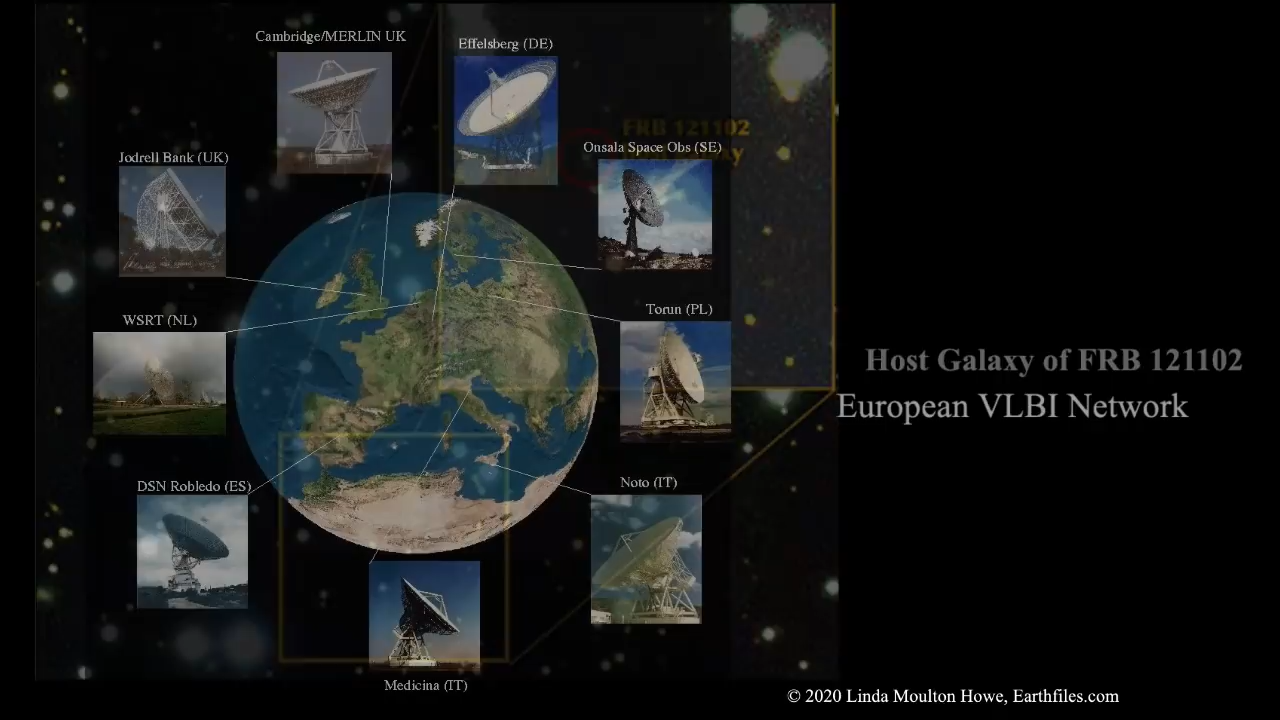 Cambridge/MERLIN UK
Effelsberg (DE)
FRB 121102
Onsala Space Obs (SE)
Jodrell Bank (UK)
Torun (PL)
WSRT (NL)
Host Galaxy of FRB 121102
European VLBI Network
DSN Robledo (ES)
Noto (IT)
Medicina (IT)
© 2020 Linda Moulton Howe, Earthfiles.com